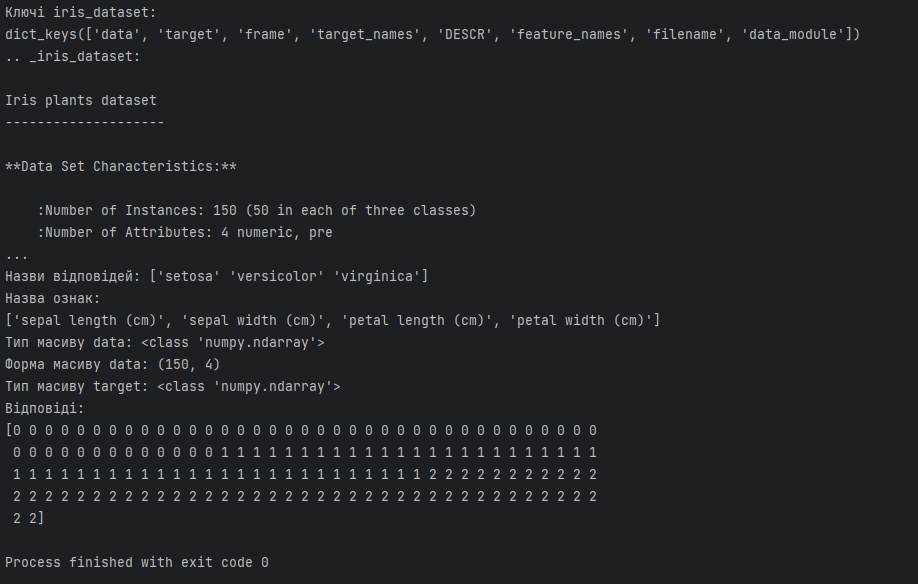 Ключі iris_dataset:
dict_keys(['data', 'target', 'frame', 'target_names', 'DESCR', 'feature_names', 'filename', 'data_module'])
.. _iris_dataset:
Iris plants dataset
--------------------
**Data Set Characteristics:**
:Number of Instances: 150 (50 in each of three classes)
:Number of Attributes: 4 numeric, pre
...
Назви відповідей: ['setosa' 'versicolor' 'virginica']
Назва ознак:
['sepal length (cm)', 'sepal width (cm)', 'petal length (cm)', 'petal width (cm)']
Тип масиву data: <class 'numpy.ndarray'>
Форма масиву data: (150, 4)
Тип масиву target: <class 'numpy.ndarray'>
Відповіді:
[0 0 0 0 0 0 0 0 0 0 0 0 0 0 0 0 0 0 0 0 0 0 0 0 0 0 0 0 0 0 0 0 0 0 0 0 0
0 0 0 0 0 0 0 0 0 0 0 0 0 1 1 1 1 1 1 1 1 1 1 1 1 1 1 1 1 1 1 1 1 1 1 1 1
1 1 1 1 1 1 1 1 1 1 1 1 1 1 1 1 1 1 1 1 1 1 1 1 1 1 2 2 2 2 2 2 2 2 2 2 2
2 2 2 2 2 2 2 2 2 2 2 2 2 2 2 2 2 2 2 2 2 2 2 2 2 2 2 2 2 2 2 2 2 2 2 2 2
2 2]
Process finished with exit code 0